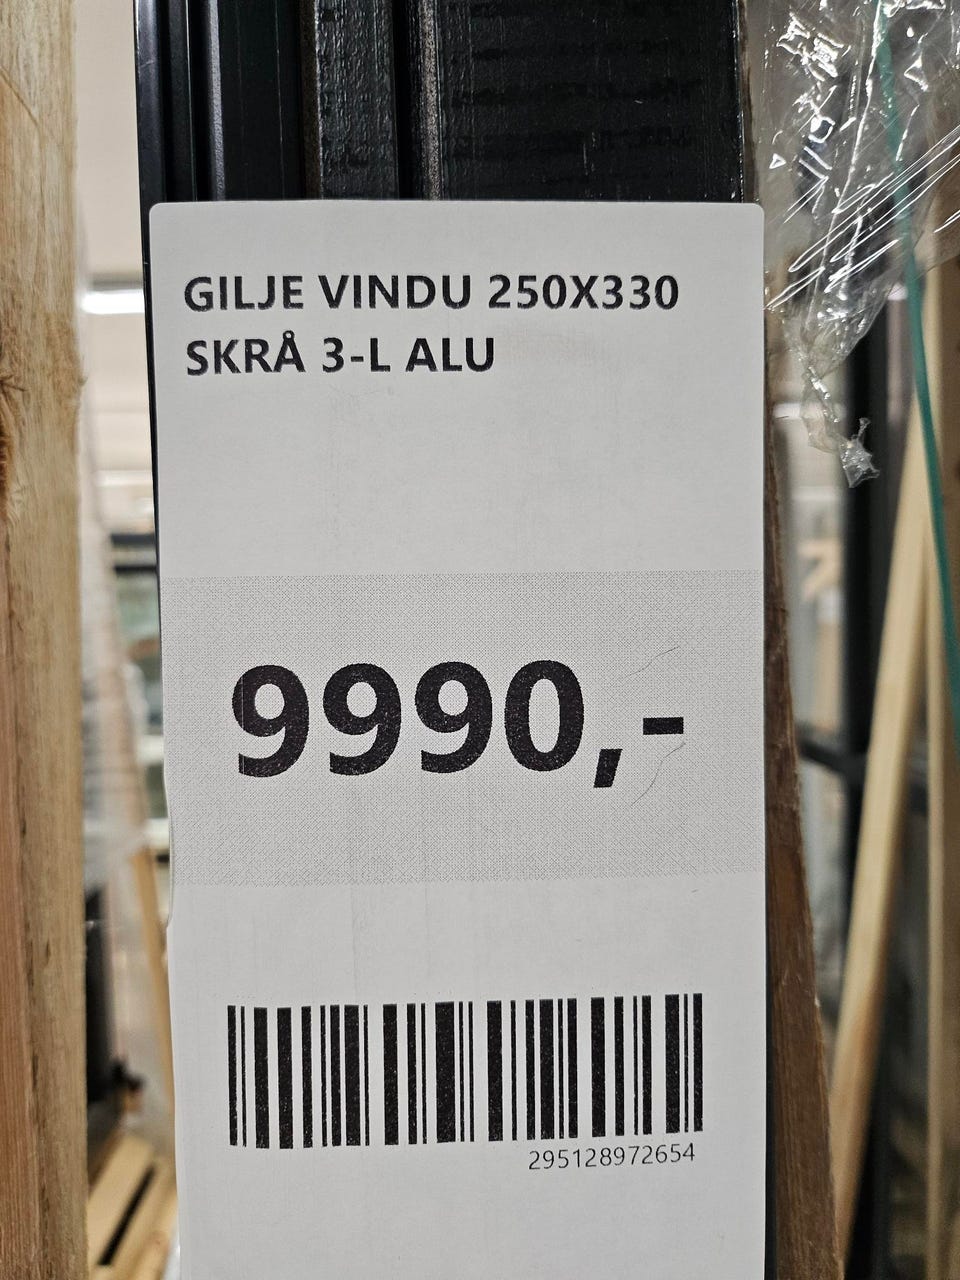 GILJE VINDU 250X330
SKRÅ 3-L ALU
9990,-
295128972654